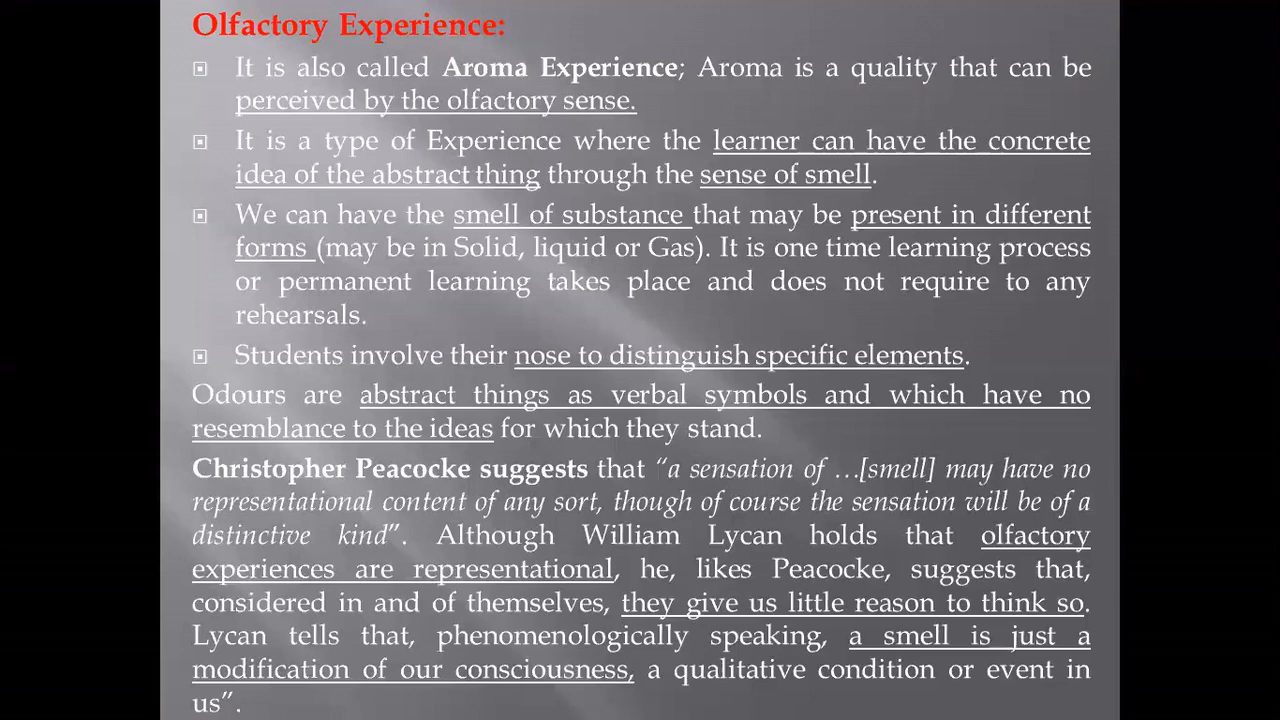 Olfactory Experience:
It is also called Aroma Experience; Aroma is a quality that can be
perceived by the olfactory sense.
It is a type of Experience where the learner can have the concrete
idea of the abstract thing through the sense of smell.
We can have the smell of substance that may be present in different
forms (may be in Solid, liquid or Gas). It is one time learning process
or permanent learning takes place and does not require to any
rehearsals.
Students involve their nose to distinguish specific elements.
Odours are abstract things as verbal symbols and which have no
resemblance to the ideas for which they stand.
Christopher Peacocke suggests that “a sensation of …[smell] may have no
representational content of any sort, though of course the sensation will be of a
distinctive kind”. Although William Lycan holds that olfactory
experiences are representational, he, likes Peacocke, suggests that,
considered in and of themselves, they give us little reason to think so.
Lycan tells that, phenomenologically speaking, a smell is just a
modification of our consciousness, a qualitative condition or event in
us”.